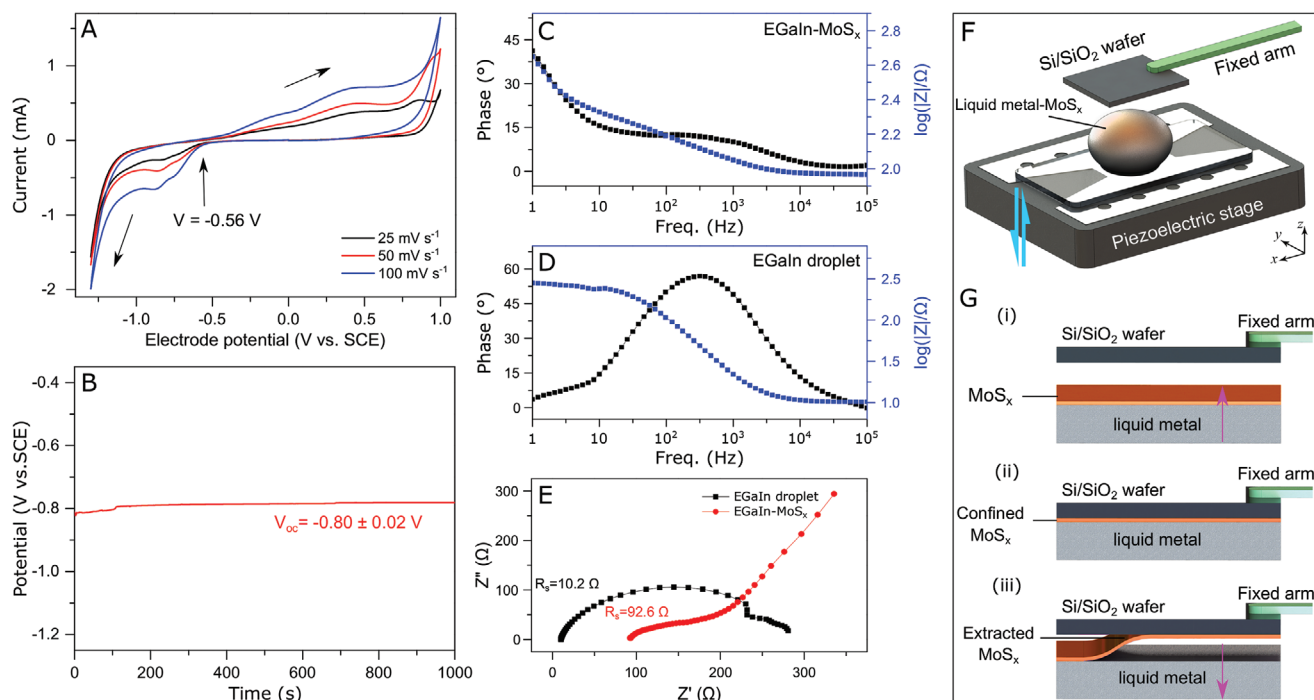 A
Current (mA)
1
0
-1
-2
V = -0.56 V
25 mV s⁻¹
50 mV s⁻¹
100 mV s⁻¹
-1.0
-0.5
0.0
0.5
1.0
Electrode potential (V vs. SCE)
B
Potential (V vs.SCE)
-0.4
-0.6
-0.8
-1.0
-1.2
Vₒc= -0.80 ± 0.02 V
0
200
400
600
800
1000
Time (s)
C
EGaIn-MoSₓ
Phase (°)
45
30
15
0
log(|Z|/Ω)
2.8
2.6
2.4
2.2
2.0
1
10
10²
10³
10⁴
10⁵
Freq. (Hz)
D
EGaIn droplet
Phase (°)
60
45
30
15
0
log(|Z|/Ω)
2.5
2.0
1.5
1.0
1
10
10²
10³
10⁴
10⁵
Freq. (Hz)
E
Z'' (Ω)
300
200
100
0
EGaIn droplet
EGaIn-MoSₓ
Rₛ=10.2 Ω
Rₛ=92.6 Ω
0
100
200
300
400
Z' (Ω)
F
Si/SiO₂ wafer
Fixed arm
Liquid metal-MoSₓ
Piezoelectric stage
z
y
x
G
(i)
Fixed arm
Si/SiO₂ wafer
MoSₓ
liquid metal
(ii)
Fixed arm
Si/SiO₂ wafer
Confined
MoSₓ
liquid metal
(iii)
Fixed arm
Si/SiO₂ wafer
Extracted
MoSₓ
liquid metal